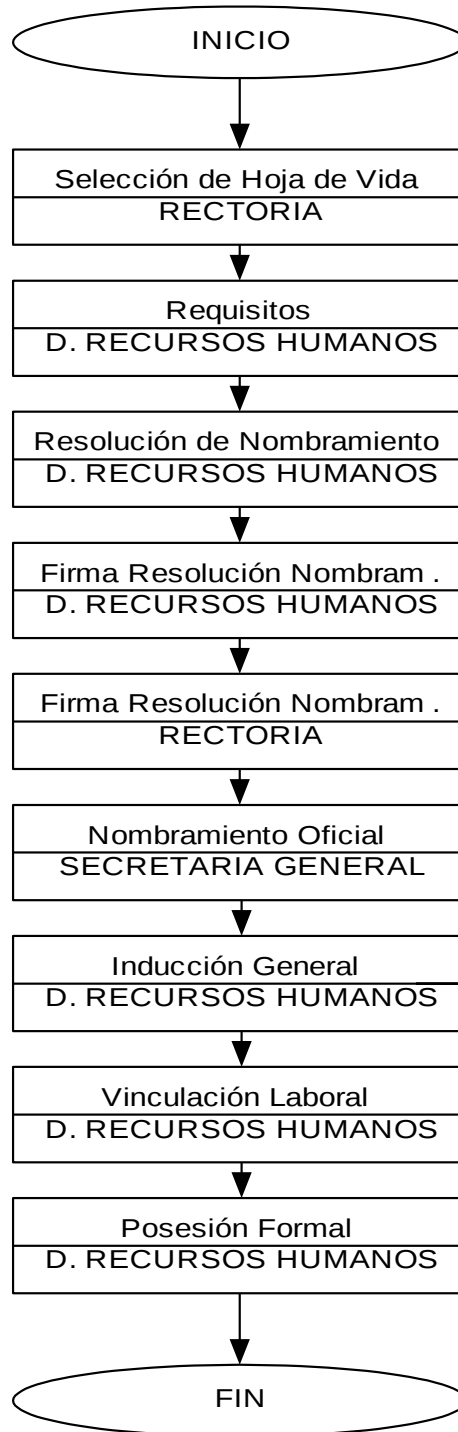 INICIO
Selección de Hoja de Vida
RECTORIA
Requisitos
D. RECURSOS HUMANOS
Resolución de Nombramiento
D. RECURSOS HUMANOS
Firma Resolución Nombram .
D. RECURSOS HUMANOS
Firma Resolución Nombram .
RECTORIA
Nombramiento Oficial
SECRETARIA GENERAL
Inducción General
D. RECURSOS HUMANOS
Vinculación Laboral
D. RECURSOS HUMANOS
Posesión Formal
D. RECURSOS HUMANOS
FIN